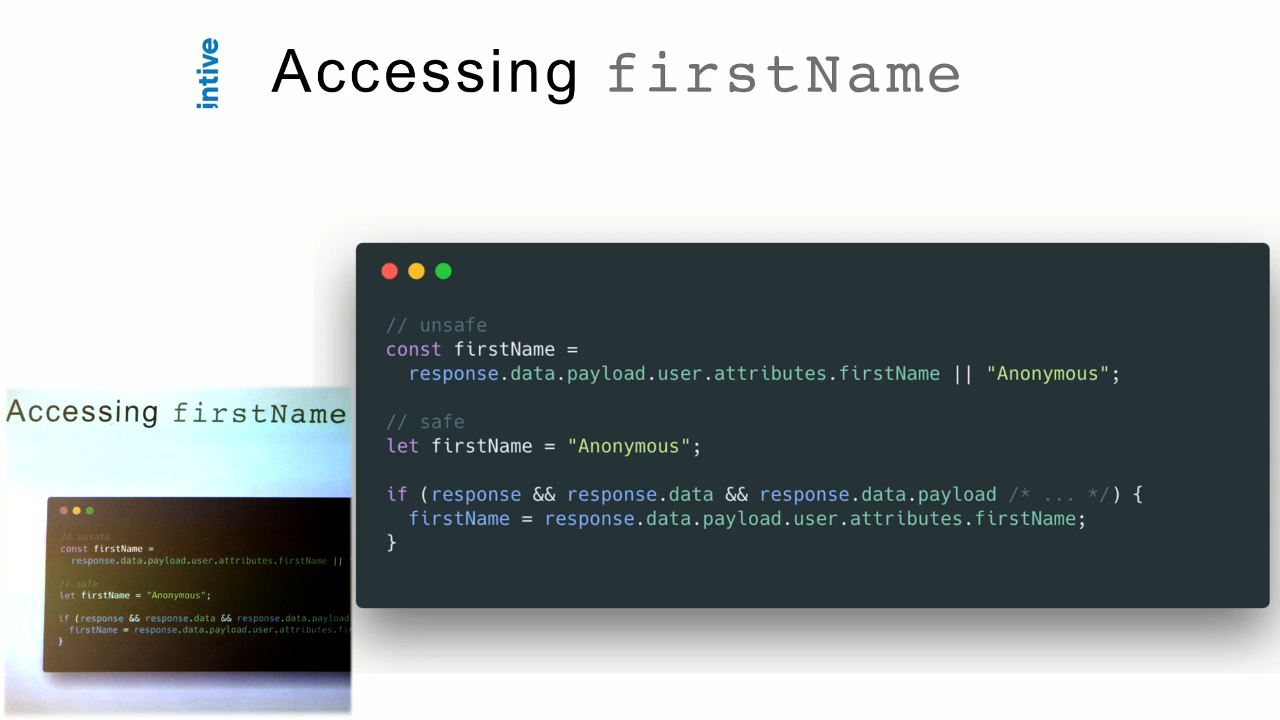 intive
Accessing firstName
// unsafe
const firstName =
response.data.payload.user.attributes.firstName || "Anonymous";
// safe
let firstName = "Anonymous";
if (response && response.data && response.data.payload /* ... */) {
firstName = response.data.payload.user.attributes.firstName;
}
Accessing firstName
// unsafe
const firstName =
response.data.payload.user.attributes.firstName ||
// safe
let firstName = "Anonymous";
if (response && response.data && response.data.payload
firstName = response.data.payload.user.attributes.fir
}